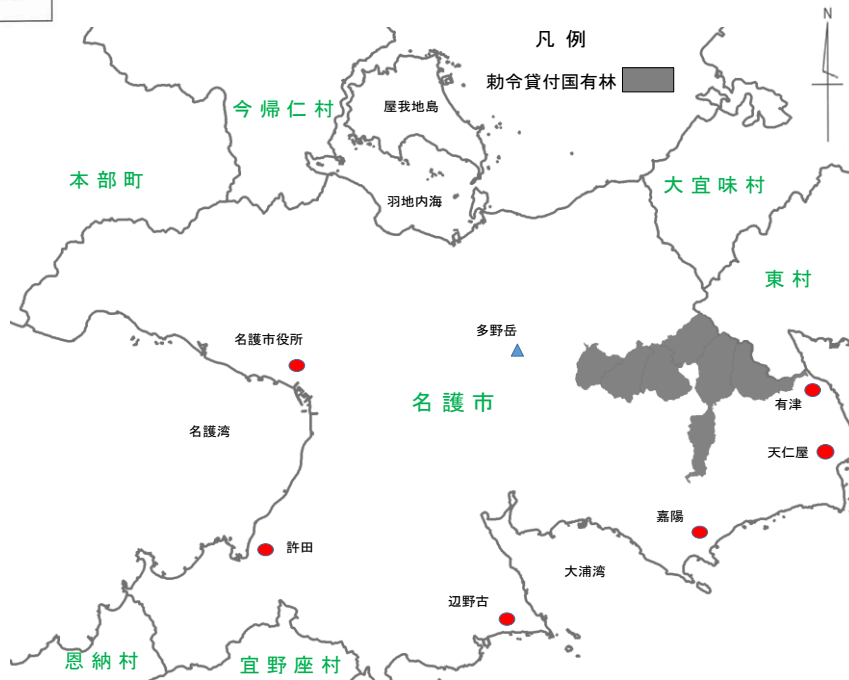 N
凡 例
勅令貸付国有林
今帰仁村
屋我地島
本部町
大宜味村
羽地内海
東村
多野岳
名護市役所
名護市
有津
名護湾
天仁屋
嘉陽
許田
大浦湾
辺野古
恩納村
宜野座村